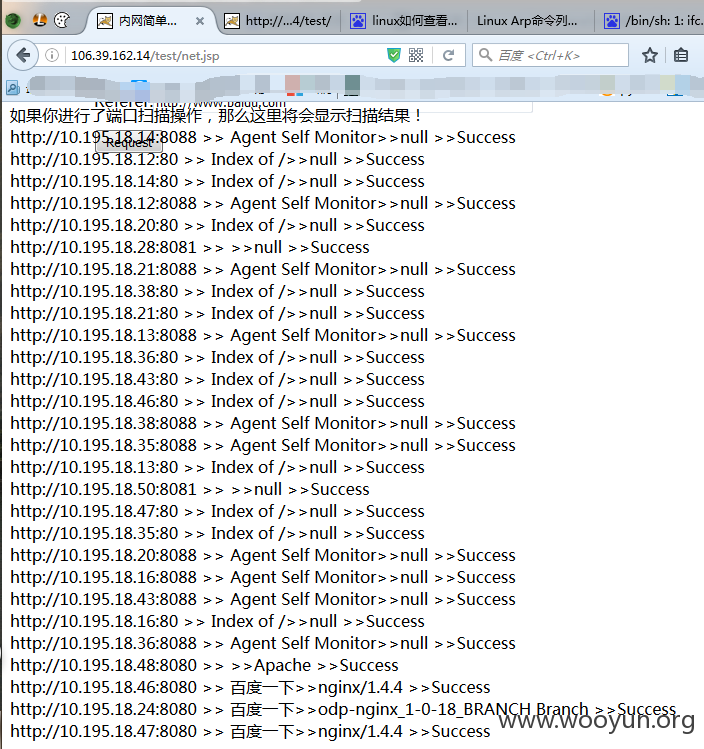 内网简单...
http://...4/test/
linux如何查看...
Linux Arp命令列...
/bin/sh: 1: ifc.
106.39.162.14/test/net.jsp
百度 <Ctrl+K>
Referer: http://www.baidu.com
如果你进行了端口扫描操作，那么这里将会显示扫描结果！
Request
http://10.195.18.14:8088 >> Agent Self Monitor>>null >>Success
http://10.195.18.12:80 >> Index of />>null >>Success
http://10.195.18.14:80 >> Index of />>null >>Success
http://10.195.18.12:8088 >> Agent Self Monitor>>null >>Success
http://10.195.18.20:80 >> Index of />>null >>Success
http://10.195.18.28:8081 >> >>null >>Success
http://10.195.18.21:8088 >> Agent Self Monitor>>null >>Success
http://10.195.18.38:80 >> Index of />>null >>Success
http://10.195.18.21:80 >> Index of />>null >>Success
http://10.195.18.13:8088 >> Agent Self Monitor>>null >>Success
http://10.195.18.36:80 >> Index of />>null >>Success
http://10.195.18.43:80 >> Index of />>null >>Success
http://10.195.18.46:80 >> Index of />>null >>Success
http://10.195.18.38:8088 >> Agent Self Monitor>>null >>Success
http://10.195.18.35:8088 >> Agent Self Monitor>>null >>Success
http://10.195.18.13:80 >> Index of />>null >>Success
http://10.195.18.50:8081 >> >>null >>Success
http://10.195.18.47:80 >> Index of />>null >>Success
http://10.195.18.35:80 >> Index of />>null >>Success
http://10.195.18.20:8088 >> Agent Self Monitor>>null >>Success
http://10.195.18.16:8088 >> Agent Self Monitor>>null >>Success
http://10.195.18.43:8088 >> Agent Self Monitor>>null >>Success
http://10.195.18.16:80 >> Index of />>null >>Success
http://10.195.18.36:8088 >> Agent Self Monitor>>null >>Success
http://10.195.18.48:8080 >> >>Apache >>Success
http://10.195.18.46:8080 >> 百度一下>>nginx/1.4.4 >>Success
http://10.195.18.24:8080 >> 百度一下>>odp-nginx_1-0-18_BRANCH Branch >>Success
http://10.195.18.47:8080 >> 百度一下>>nginx/1.4.4 >>Success
www.wooyun.org